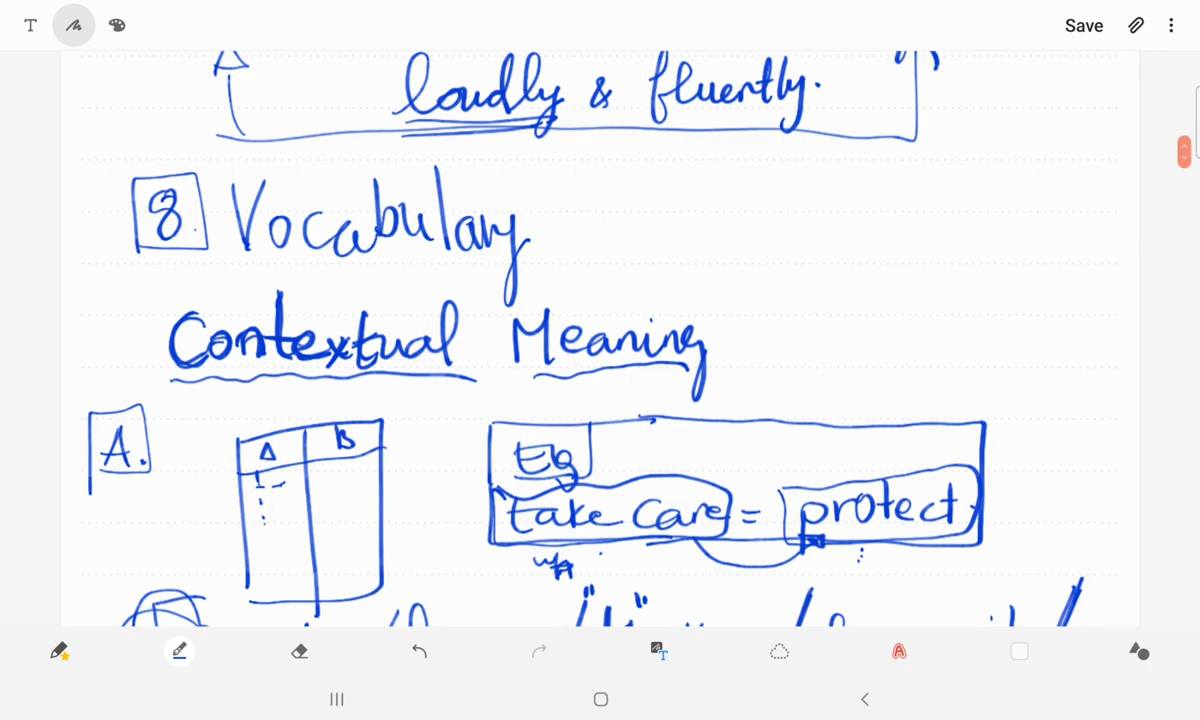 T Save
loudly & fluently.
8. Vocabulary
Contextual Meaning
A.
A B
Eg
take care = protect